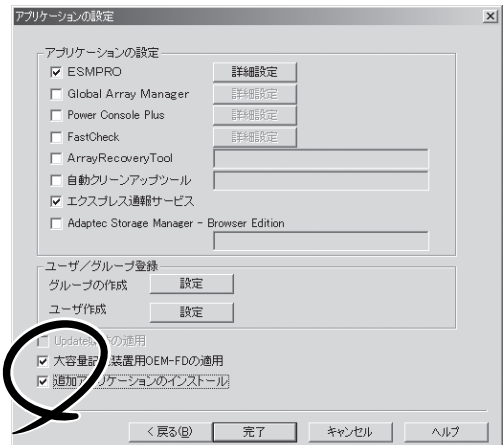 アプリケーションの設定
アプリケーションの設定
ESMPRO 詳細設定
Global Array Manager 詳細設定
Power Console Plus 詳細設定
FastCheck 詳細設定
ArrayRecoveryTool
自動クリーンアップツール
エクスプレス通報サービス
Adaptec Storage Manager - Browser Edition
ユーザ/グループ登録
グループの作成 設定
ユーザ作成 設定
の適用
大容量記 装置用OEM-FDの適用
追加アプリケーションのインストール
< 戻る(B) 完了 キャンセル ヘルプ